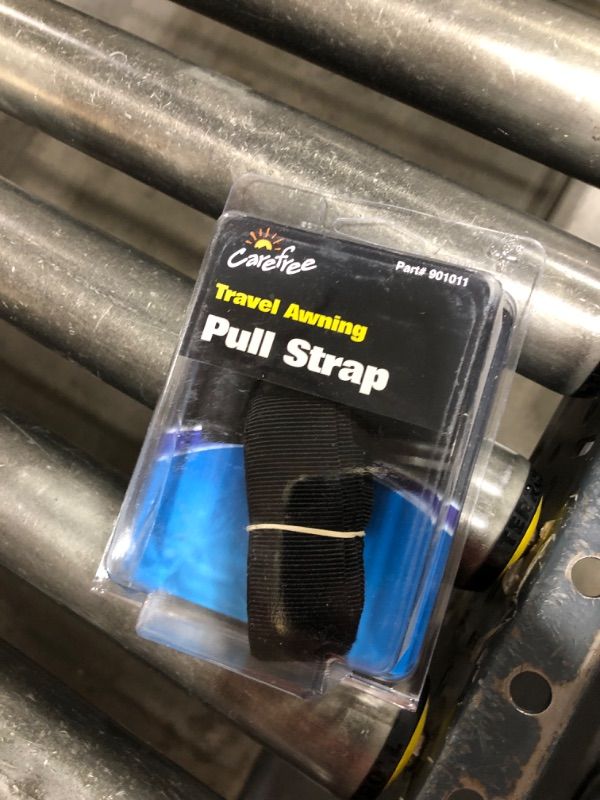 Carefree
Part# 901011
Travel Awning
Pull Strap